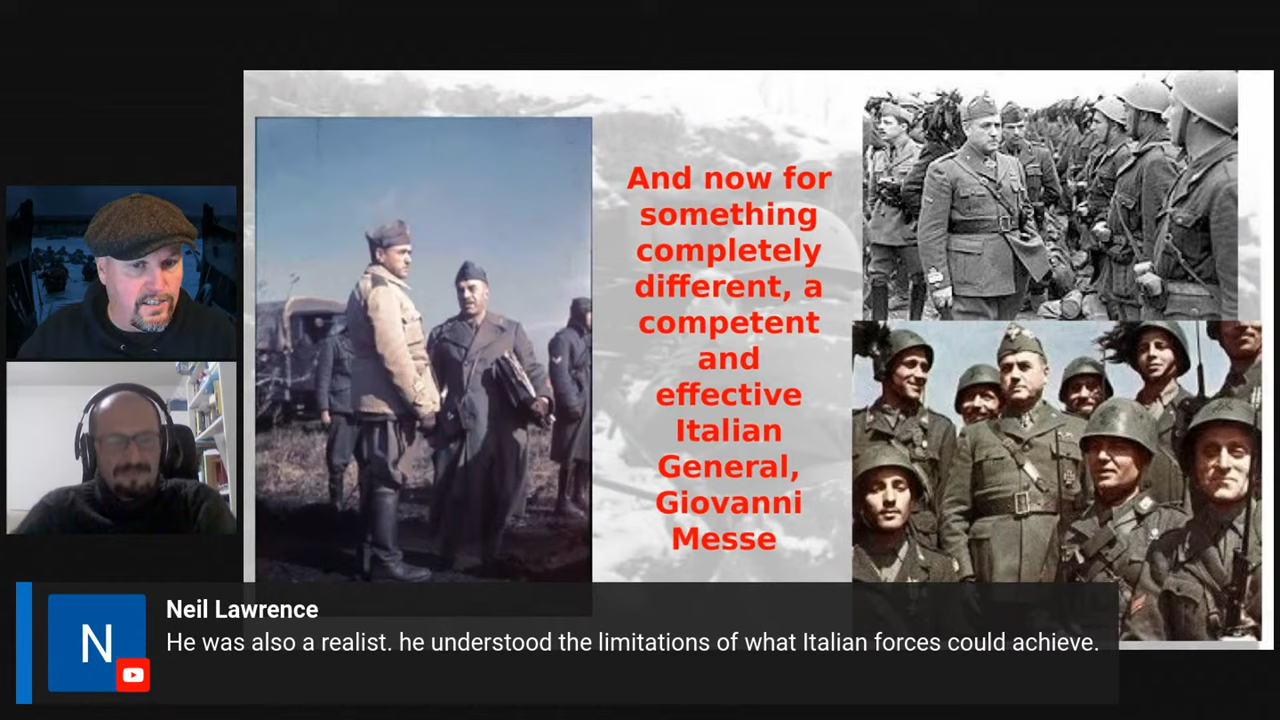 And now for
something
completely
different, a
competent
and
effective
Italian
General,
Giovanni
Messe
N
Neil Lawrence
He was also a realist. he understood the limitations of what Italian forces could achieve.